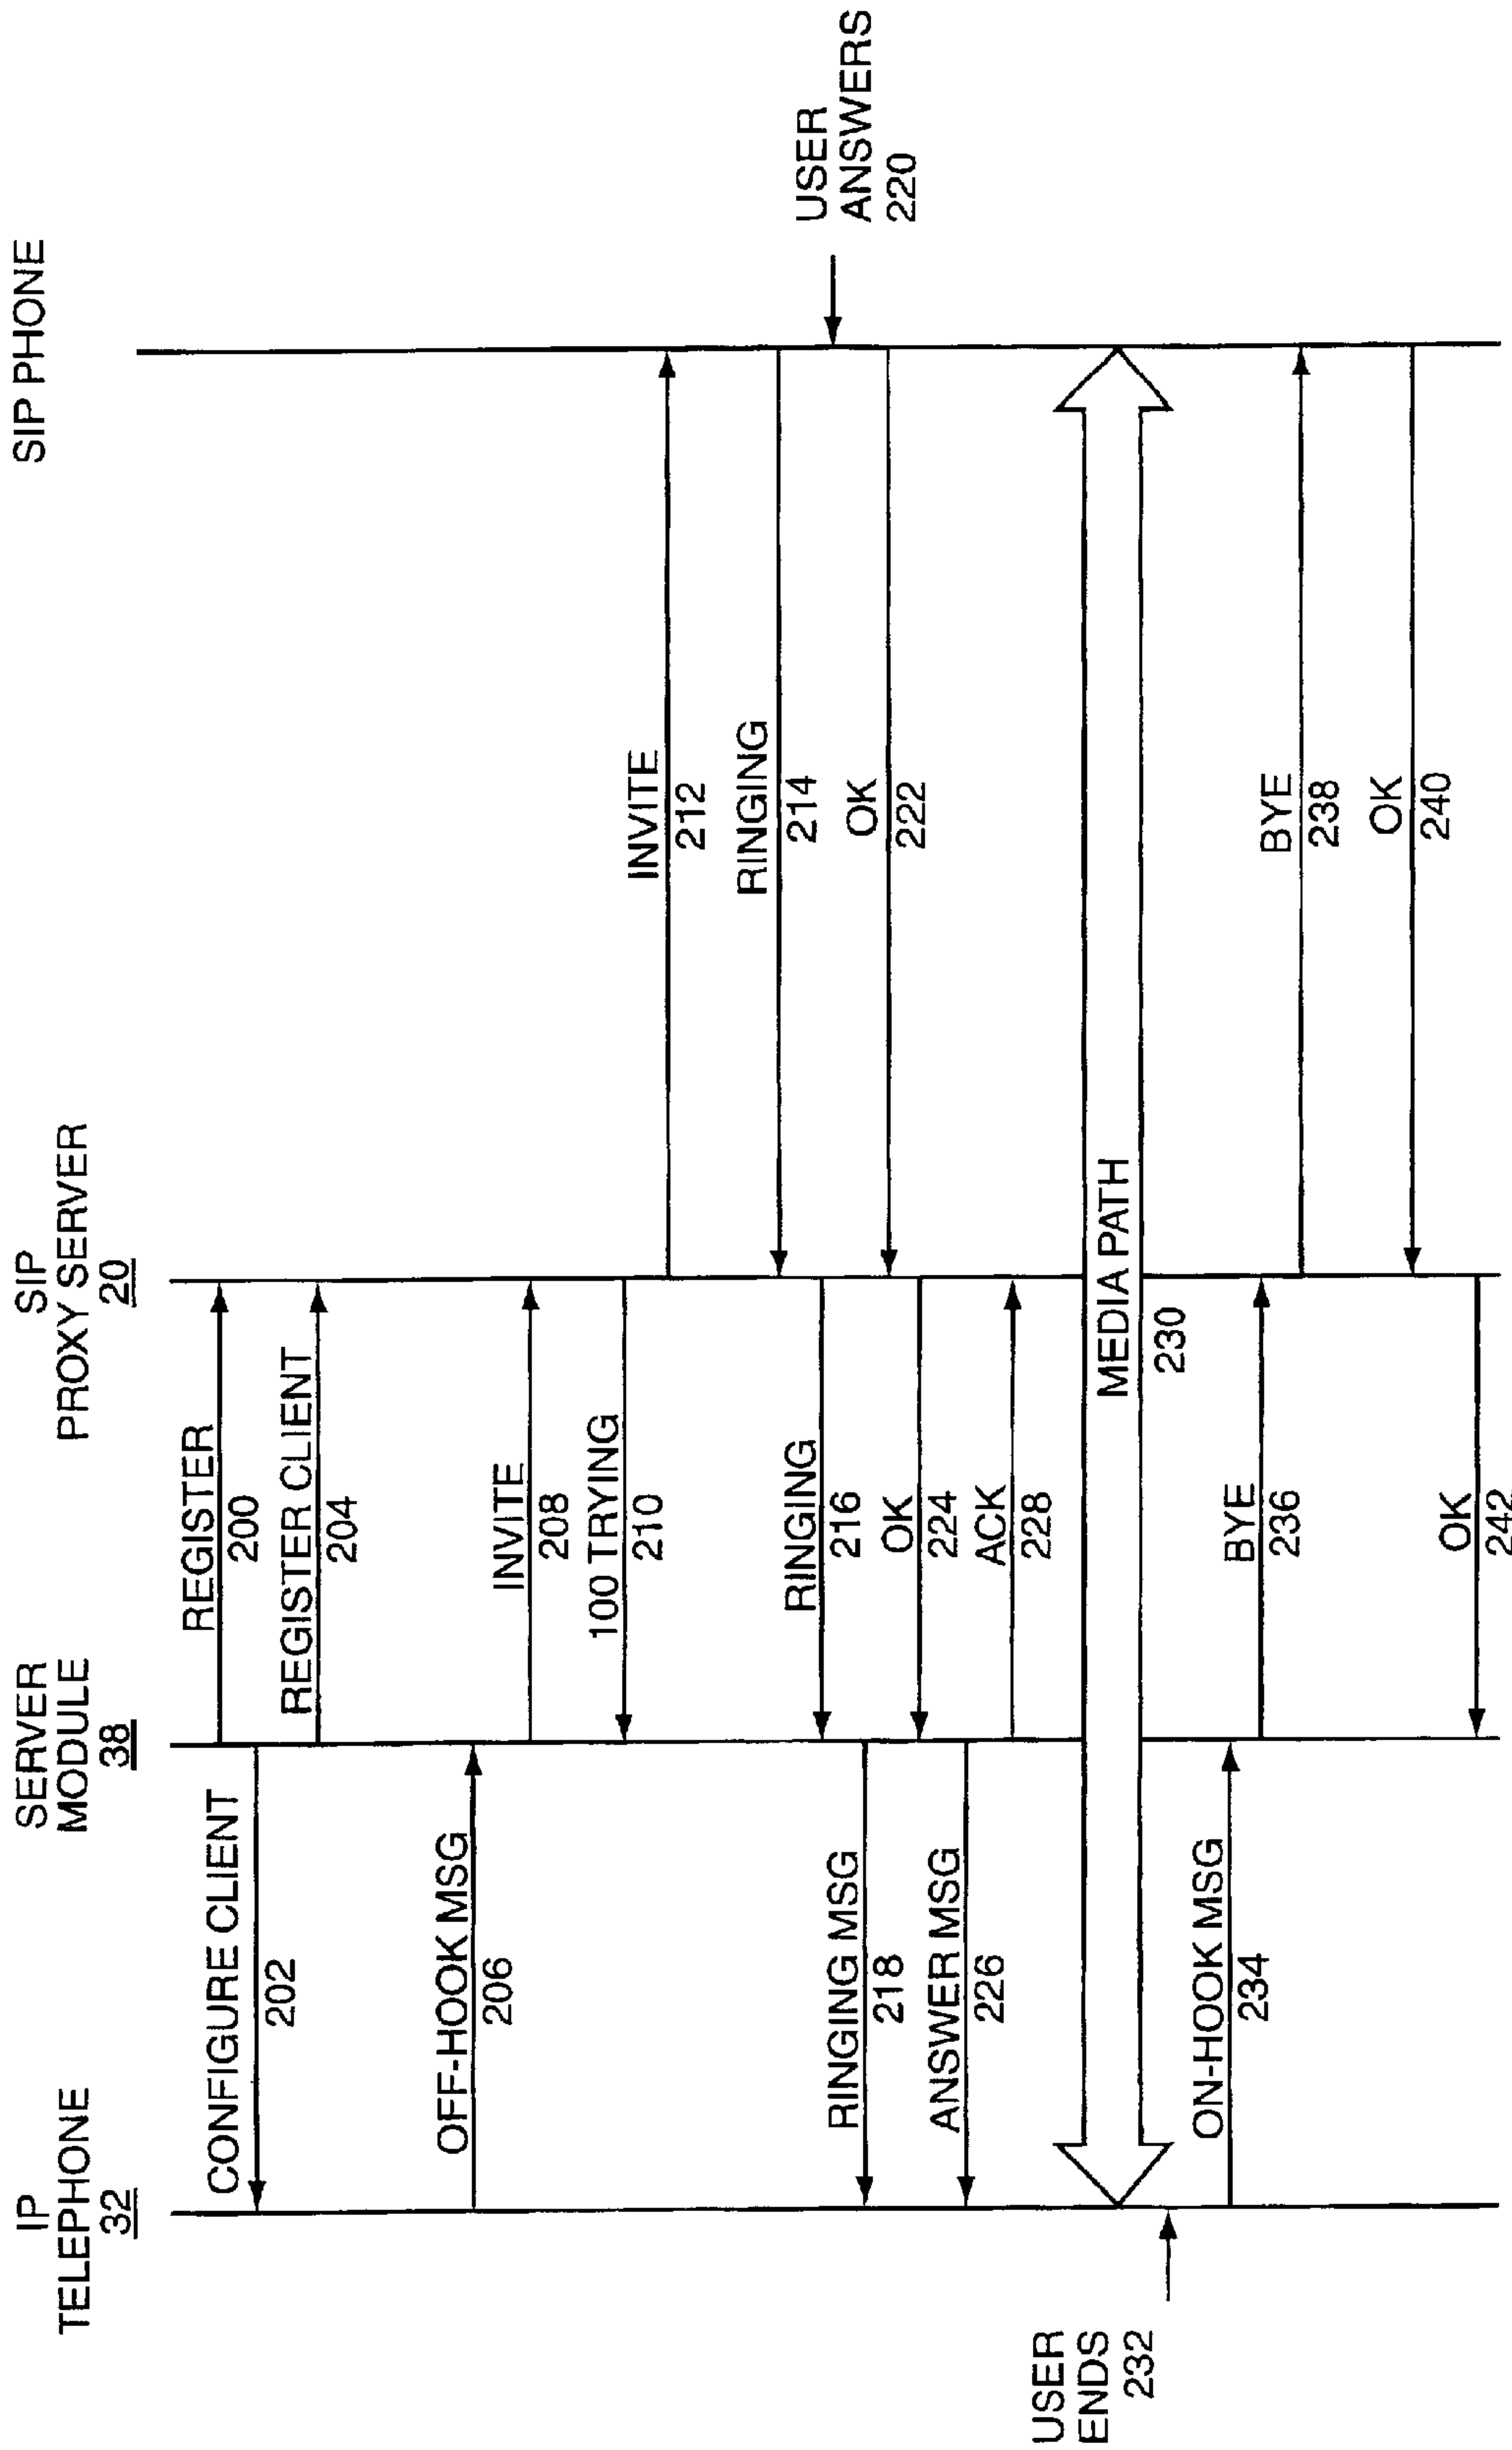 IP
TELEPHONE
32
SERVER
MODULE
38
SIP
PROXY SERVER
20
SIP PHONE
REGISTER
200
CONFIGURE CLIENT
202
REGISTER CLIENT
204
OFF-HOOK MSG
206
INVITE
208
100 TRYING
210
INVITE
212
RINGING
214
RINGING
216
RINGING MSG
218
USER
ANSWERS
220
OK
222
OK
224
ANSWER MSG
226
ACK
228
MEDIA PATH
230
USER
ENDS
232
ON-HOOK MSG
234
BYE
236
BYE
238
OK
240
OK
242